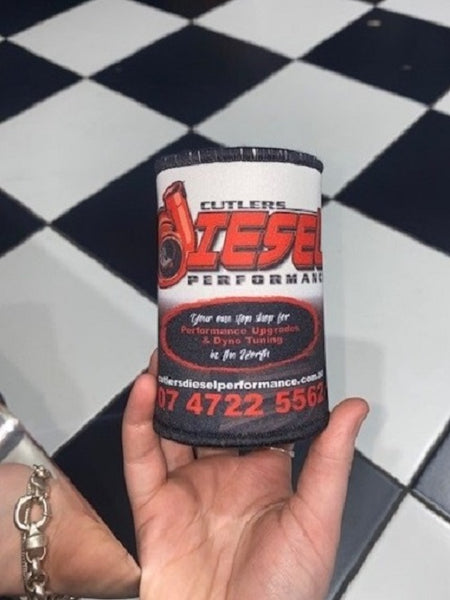 CUTLERS
DIESEL
PERFORMANC
Your one stop shop for
Performance Upgrades
& Dyno Tuning
in the North
cutlersdieselperformance.com.au
07 4722 5562